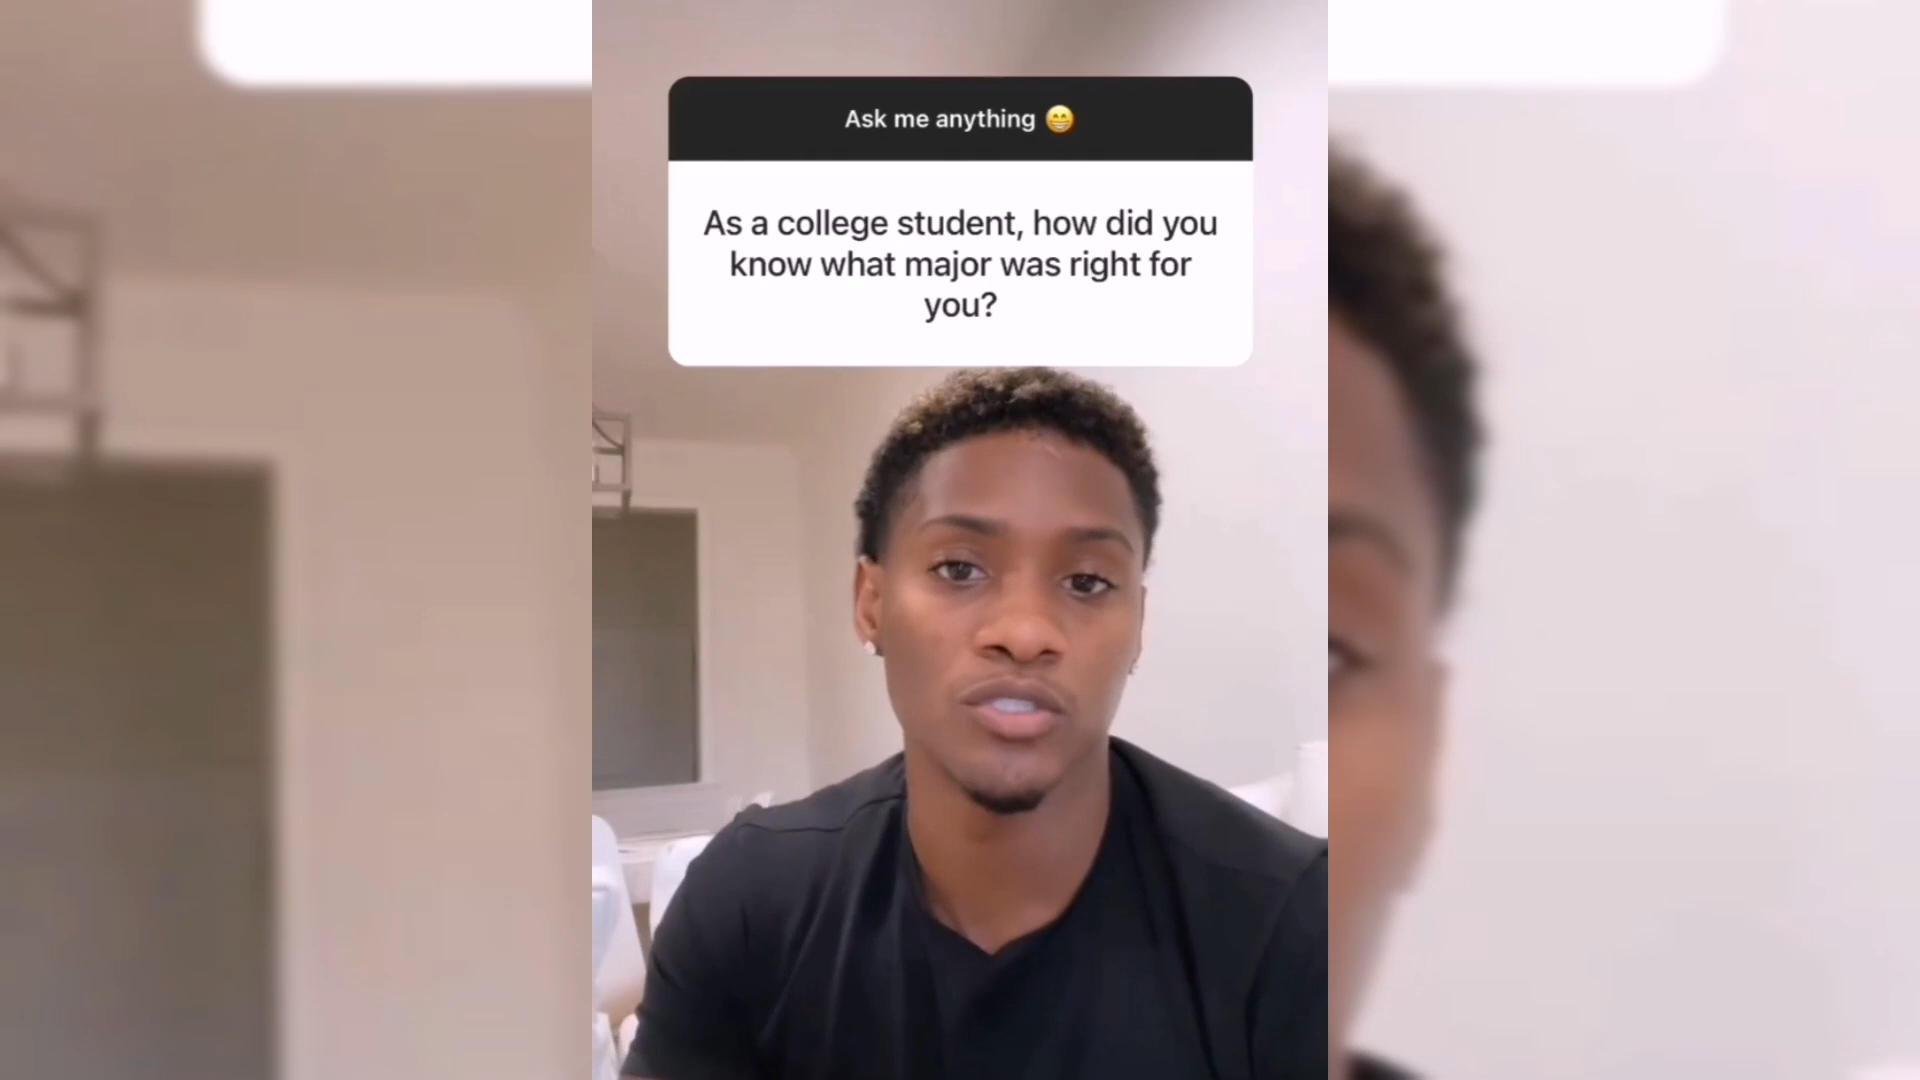 Ask me anything 😁
As a college student, how did you
know what major was right for
you?